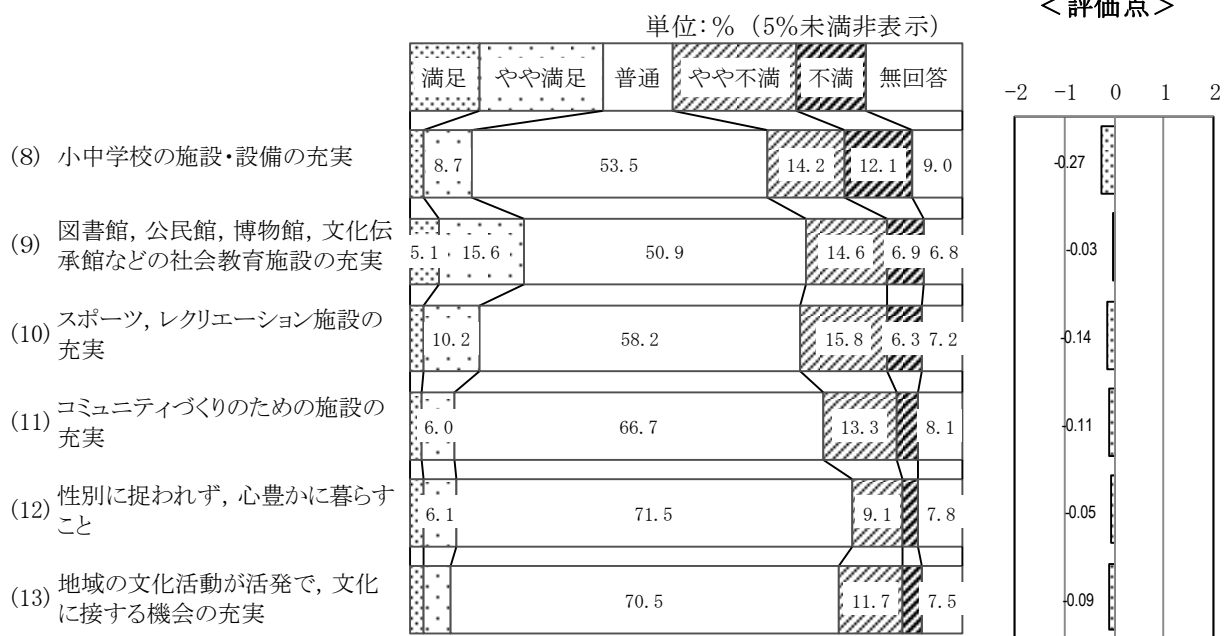 <評価点>
単位:% (5%未満非表示)
満足 やや満足 普通 やや不満 不満 無回答
-2 -1 0 1 2
(8) 小中学校の施設・設備の充実
8.7 53.5 14.2 12.1 9.0
-0.27
(9) 図書館, 公民館, 博物館, 文化伝
承館などの社会教育施設の充実
5.1 15.6 50.9 14.6 6.9 6.8
-0.03
(10) スポーツ, レクリエーション施設の
充実
10.2 58.2 15.8 6.3 7.2
-0.14
(11) コミュニティづくりのための施設の
充実
6.0 66.7 13.3 8.1
-0.11
(12) 性別に捉われず, 心豊かに暮らす
こと
6.1 71.5 9.1 7.8
-0.05
(13) 地域の文化活動が活発で, 文化
に接する機会の充実
70.5 11.7 7.5
-0.09